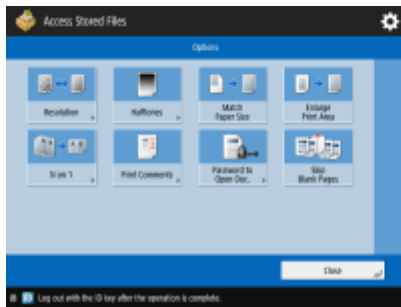 Access Stored Files
Options
Resolution
Halftones
Match
Paper Size
Enlarge
Print Area
N on 1
Print Comments
Password to
Open Doc.
Skip
Blank Pages
Close
Log out with the ID key after the operation is complete.